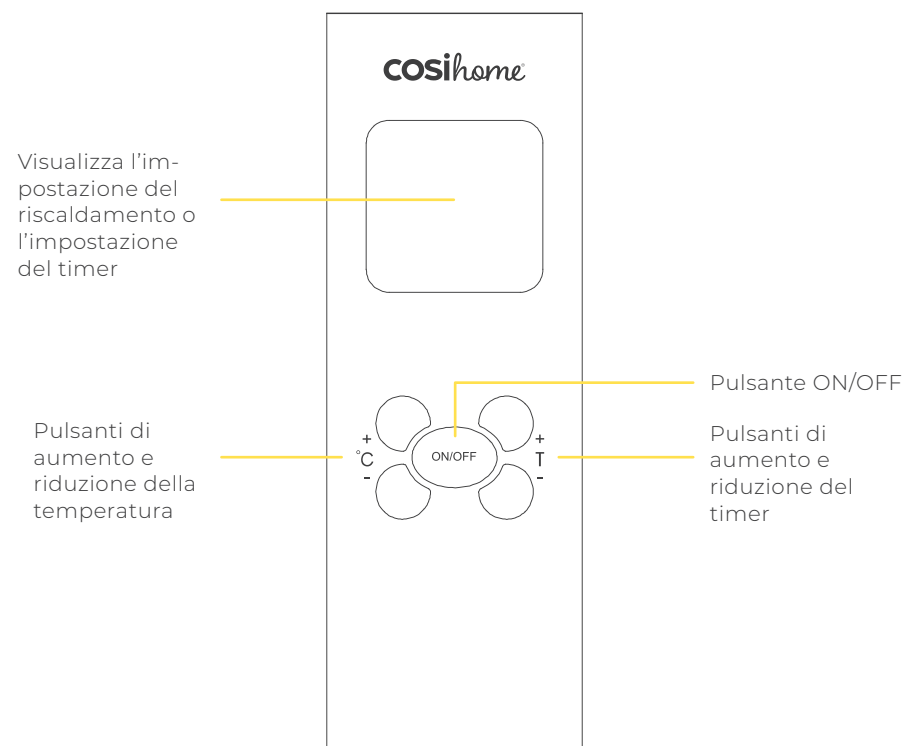 cosihome
Visualizza l’im-
postazione del
riscaldamento o
l’impostazione
del timer
Pulsanti di
aumento e
riduzione della
temperatura
+
°C
-
ON/OFF
+
T
-
Pulsante ON/OFF
Pulsanti di
aumento e
riduzione del
timer